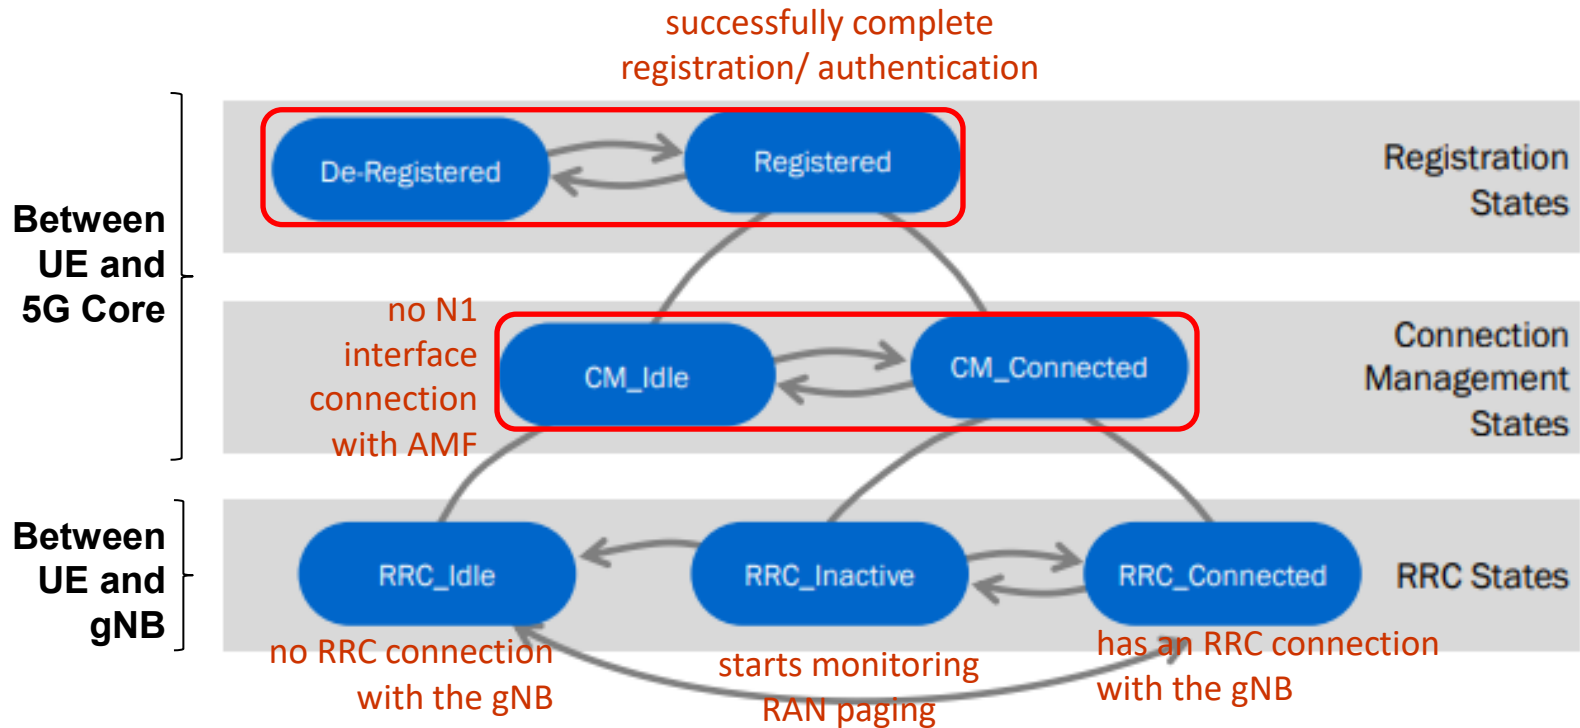 successfully complete
registration/ authentication
De-Registered
Registered
Registration
States
Between
UE and
5G Core
no N1
interface
connection
with AMF
CM_Idle
CM_Connected
Connection
Management
States
Between
UE and
gNB
RRC_Idle
RRC_Inactive
RRC_Connected
RRC States
no RRC connection
with the gNB
starts monitoring
RAN paging
has an RRC connection
with the gNB